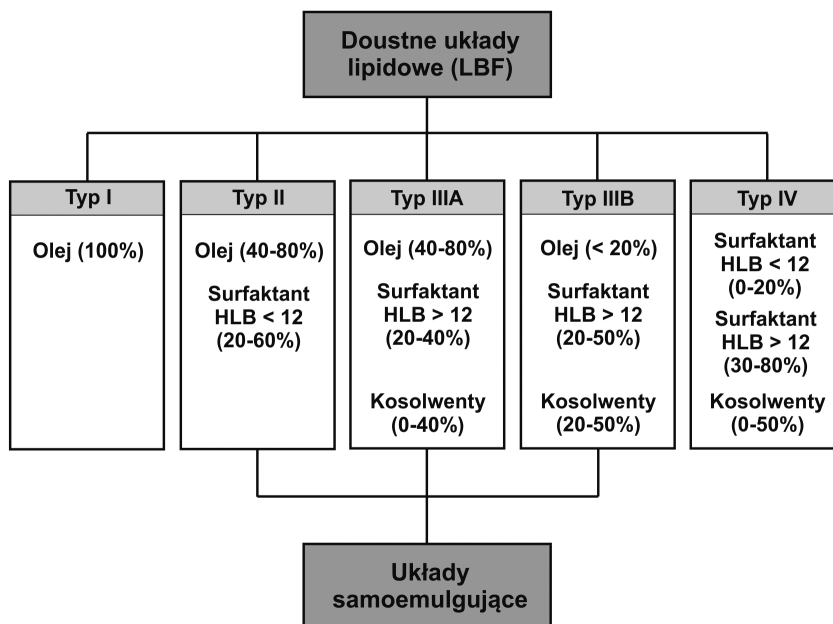 Doustne układy
lipidowe (LBF)
Typ I
Olej (100%)
Typ II
Olej (40-80%)
Surfaktant
HLB < 12
(20-60%)
Typ IIIA
Olej (40-80%)
Surfaktant
HLB > 12
(20-40%)
Kosolwenty
(0-40%)
Typ IIIB
Olej (< 20%)
Surfaktant
HLB > 12
(20-50%)
Kosolwenty
(20-50%)
Typ IV
Surfaktant
HLB < 12
(0-20%)
Surfaktant
HLB > 12
(30-80%)
Kosolwenty
(0-50%)
Układy
samoemulgujące